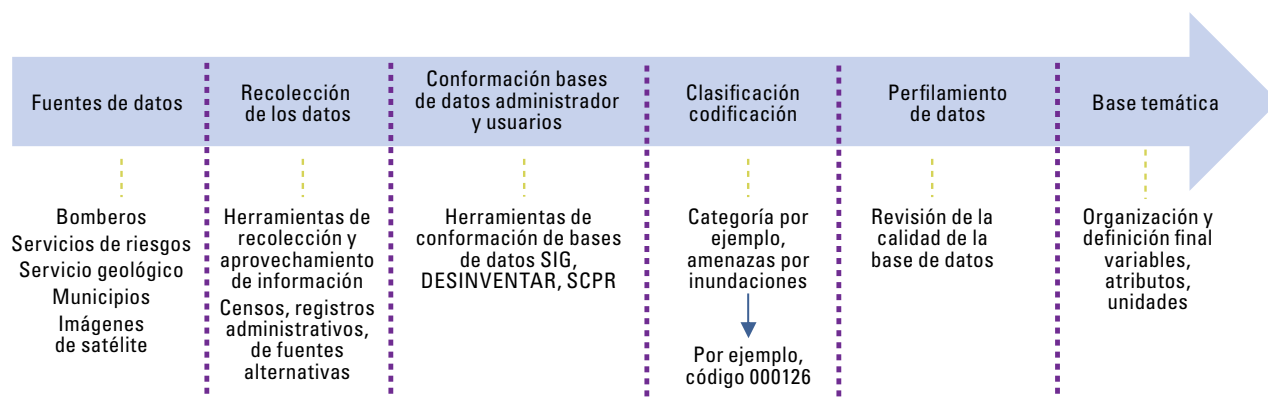 Fuentes de datos
Recolección
de los datos
Conformación bases
de datos administrador
y usuarios
Clasificación
codificación
Perfilamiento
de datos
Base temática
Bomberos
Servicios de riesgos
Servicio geológico
Municipios
Imágenes
de satélite
Herramientas de
recolección y
aprovechamiento
de información
Censos, registros
administrativos,
de fuentes
alternativas
Herramientas de
conformación de bases
de datos SIG,
DESINVENTAR, SCPR
Categoría por
ejemplo,
amenazas por
inundaciones
Por ejemplo,
código 000126
Revisión de la
calidad de la
base de datos
Organización y
definición final
variables,
atributos,
unidades